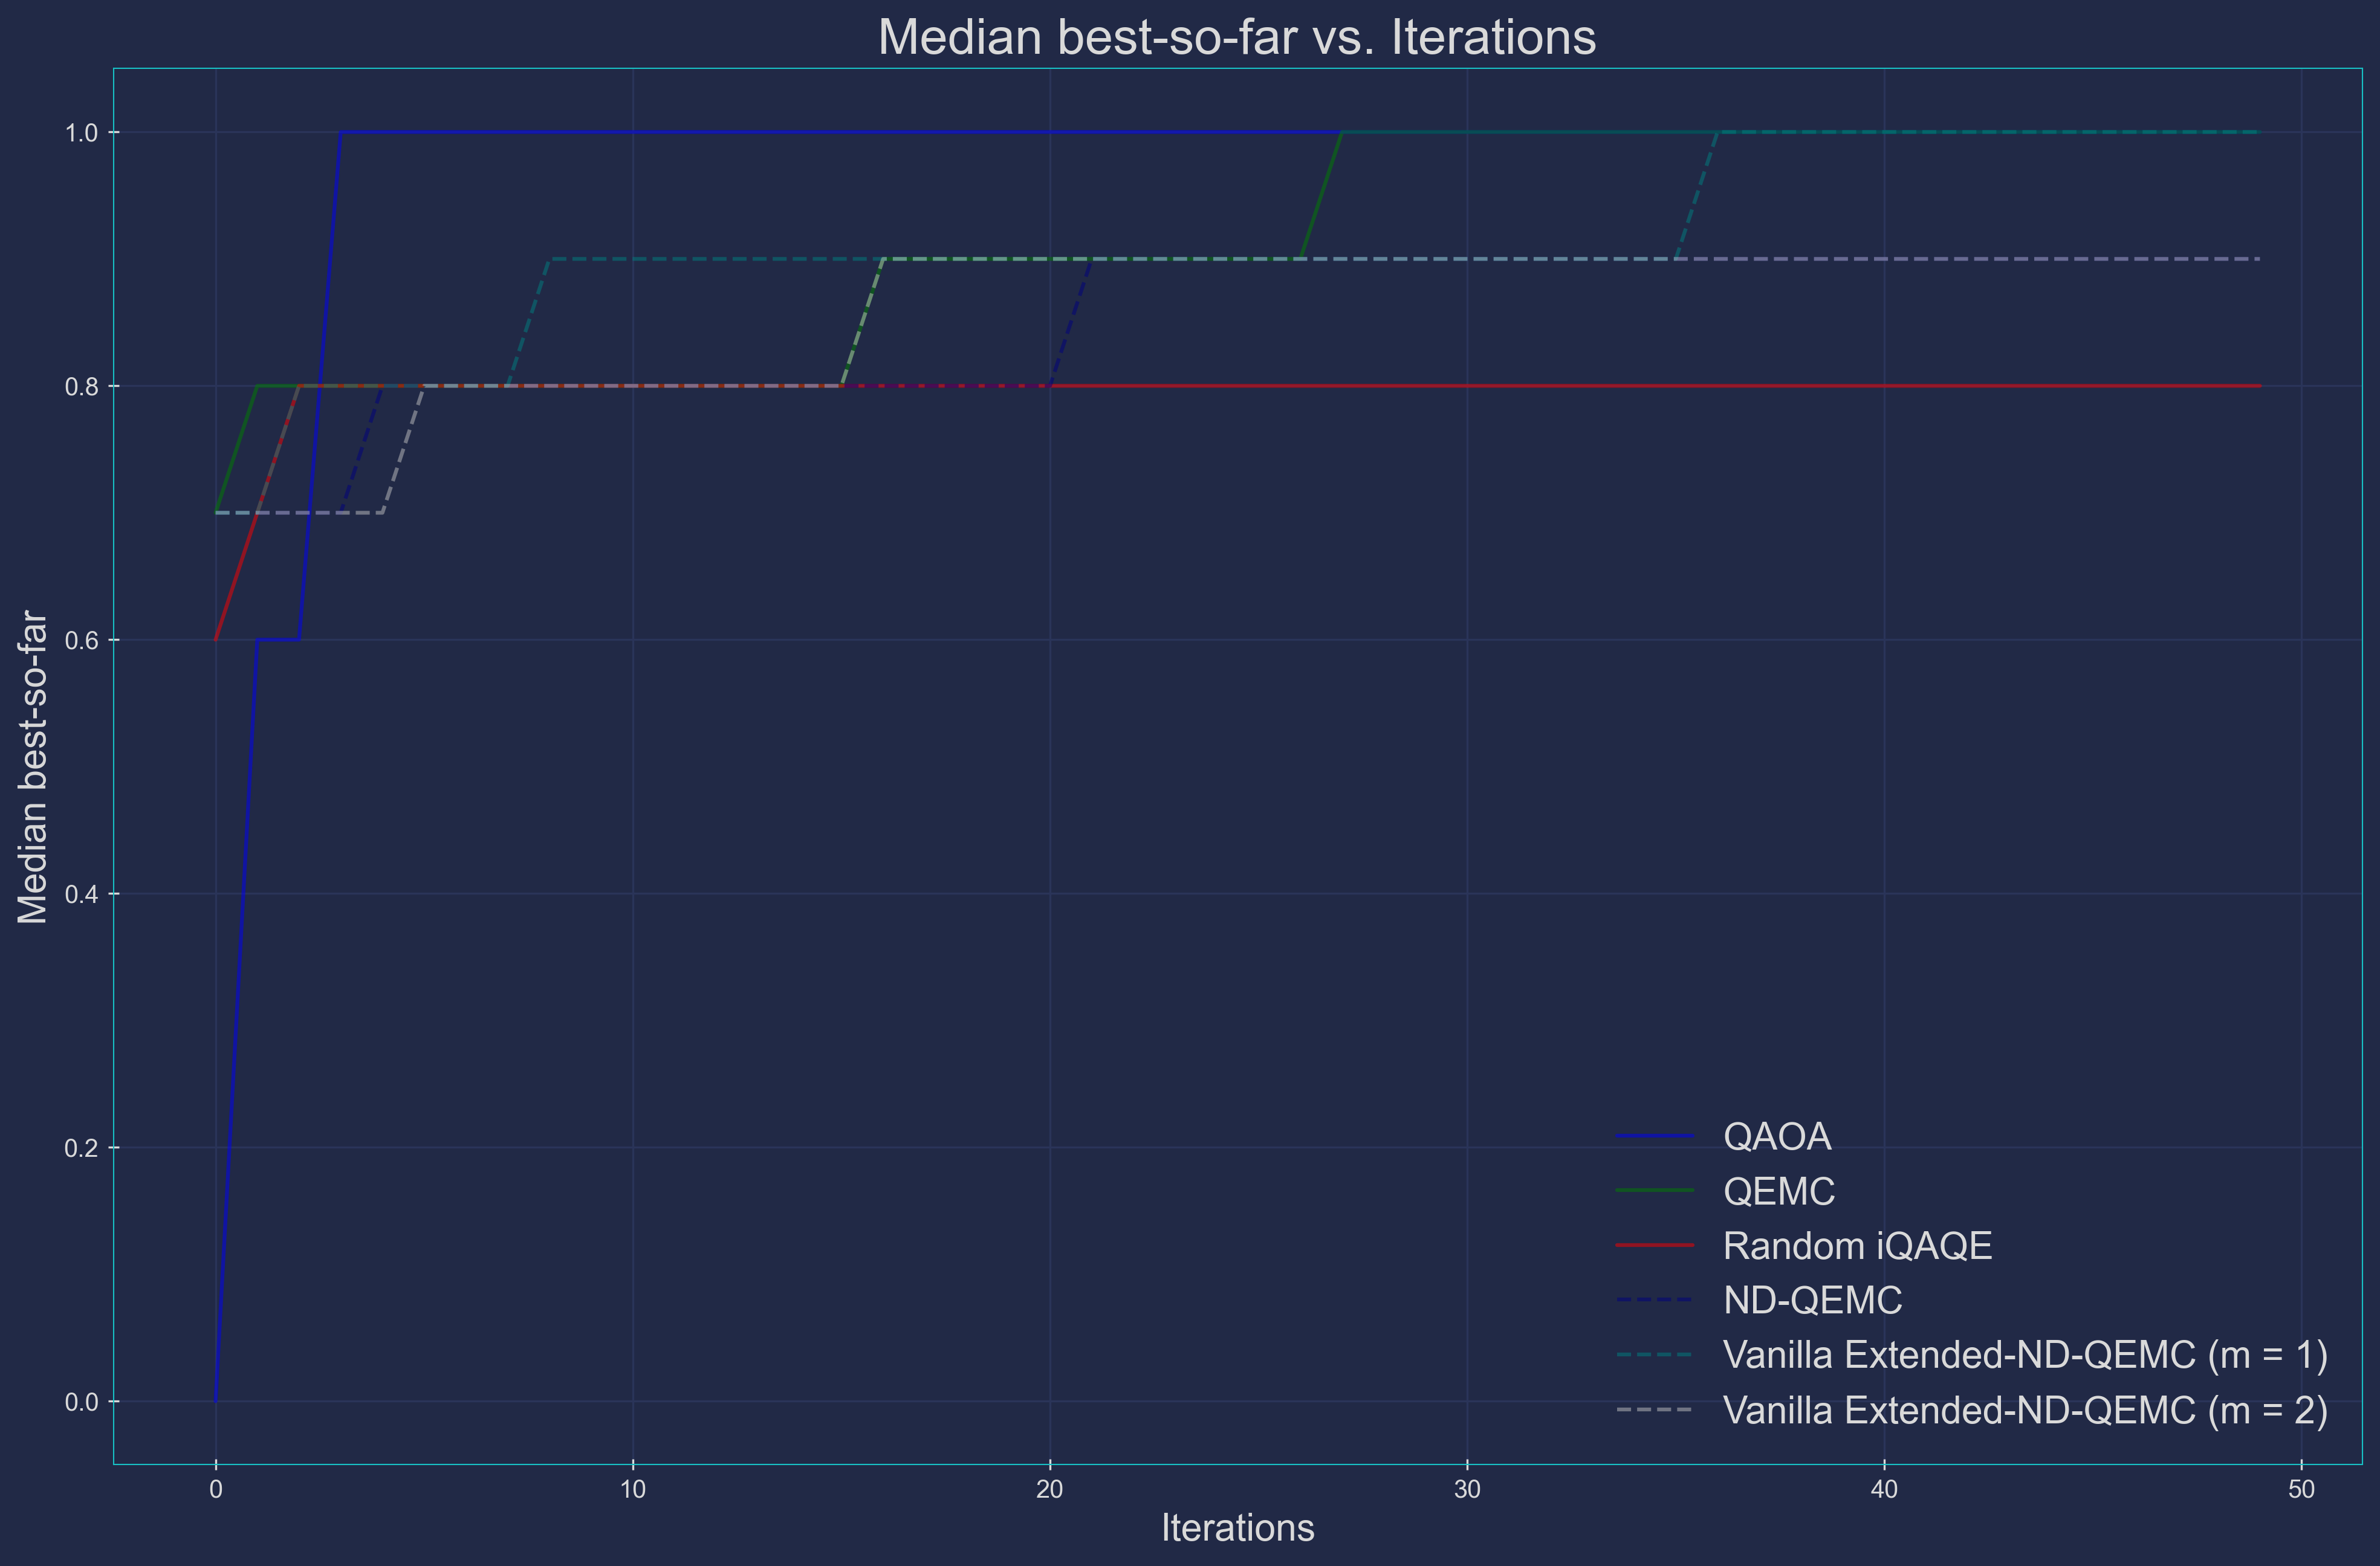 Median best-so-far vs. Iterations
Median best-so-far
1.0
0.8
0.6
0.4
0.2
0.0
QAOA
QEMC
Random iQAQE
ND-QEMC
Vanilla Extended-ND-QEMC (m = 1)
Vanilla Extended-ND-QEMC (m = 2)
0 10 20 30 40 50
Iterations